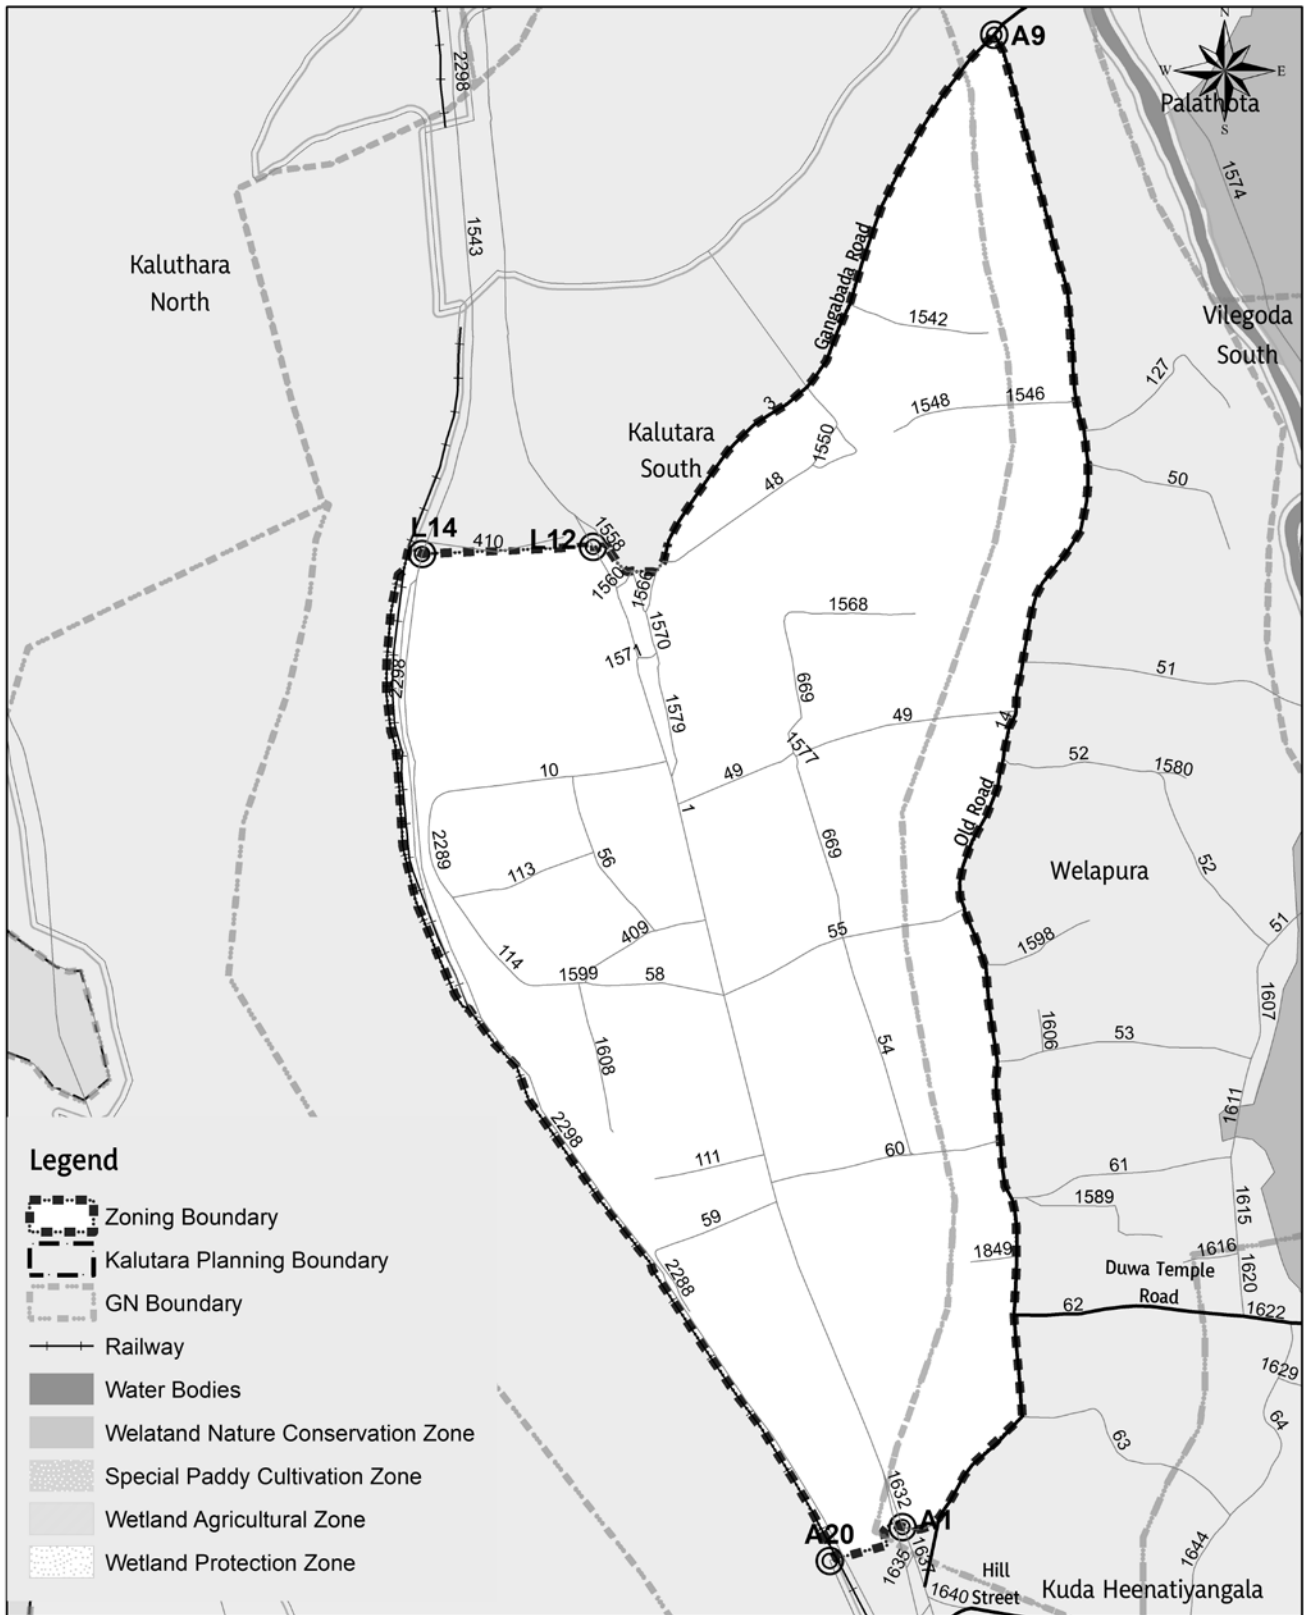 N
A9
W
E
Palathota
S
2298
1574
1543
Kaluthara
North
Gangabada Road
1542
Vilegoda
South
127
1548
1546
3
Kalutara
South
1550
48
50
L14
410
L12
1558
1560
1566
1568
1570
1571
2298
669
51
1579
49
14
1577
52
1580
10
49
1
Old Road
2289
56
669
113
Welapura
52
409
55
51
114
1598
1599
58
1607
1606
53
54
1608
1611
2298
111
60
61
1589
1615
59
1849
1616
1620
2288
Duwa Temple
Road
62
1622
1629
64
63
1632
A1
A20
1635
1637
1644
Hill
Street
1640
Kuda Heenatiyangala
Legend
Zoning Boundary
Kalutara Planning Boundary
GN Boundary
Railway
Water Bodies
Welatand Nature Conservation Zone
Special Paddy Cultivation Zone
Wetland Agricultural Zone
Wetland Protection Zone